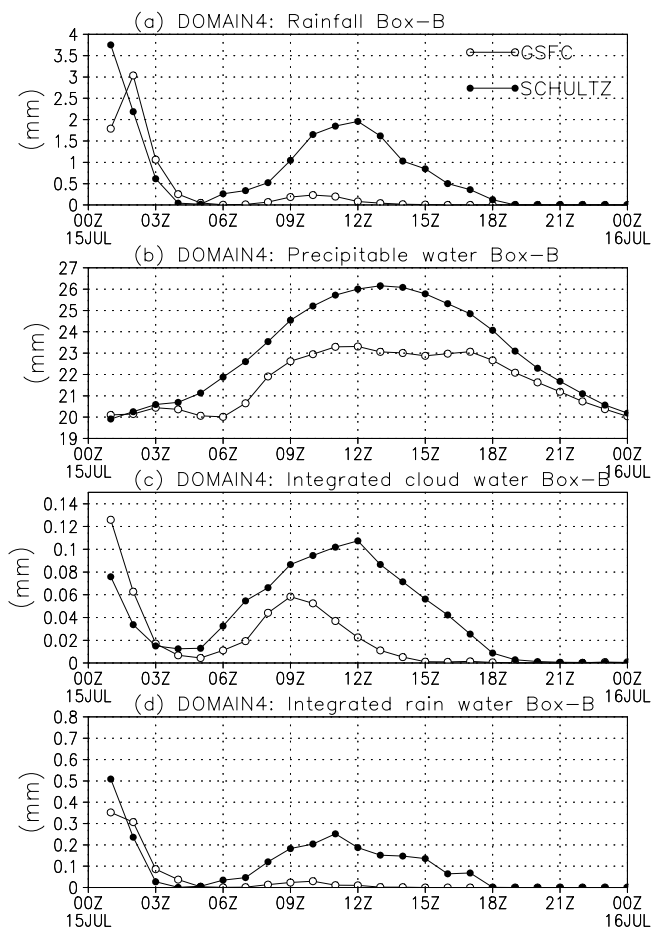 (a) DOMAIN4: Rainfall Box-B
4
3.5
3
2.5
2
1.5
1
0.5
0
(mm)
GSFC
SCHULTZ
00Z 03Z 06Z 09Z 12Z 15Z 18Z 21Z 00Z
15JUL 16JUL
(b) DOMAIN4: Precipitable water Box-B
27
26
25
24
23
22
21
20
19
(mm)
00Z 03Z 06Z 09Z 12Z 15Z 18Z 21Z 00Z
15JUL 16JUL
(c) DOMAIN4: Integrated cloud water Box-B
0.14
0.12
0.1
0.08
0.06
0.04
0.02
0
(mm)
00Z 03Z 06Z 09Z 12Z 15Z 18Z 21Z 00Z
15JUL 16JUL
(d) DOMAIN4: Integrated rain water Box-B
0.8
0.7
0.6
0.5
0.4
0.3
0.2
0.1
0
(mm)
00Z 03Z 06Z 09Z 12Z 15Z 18Z 21Z 00Z
15JUL 16JUL